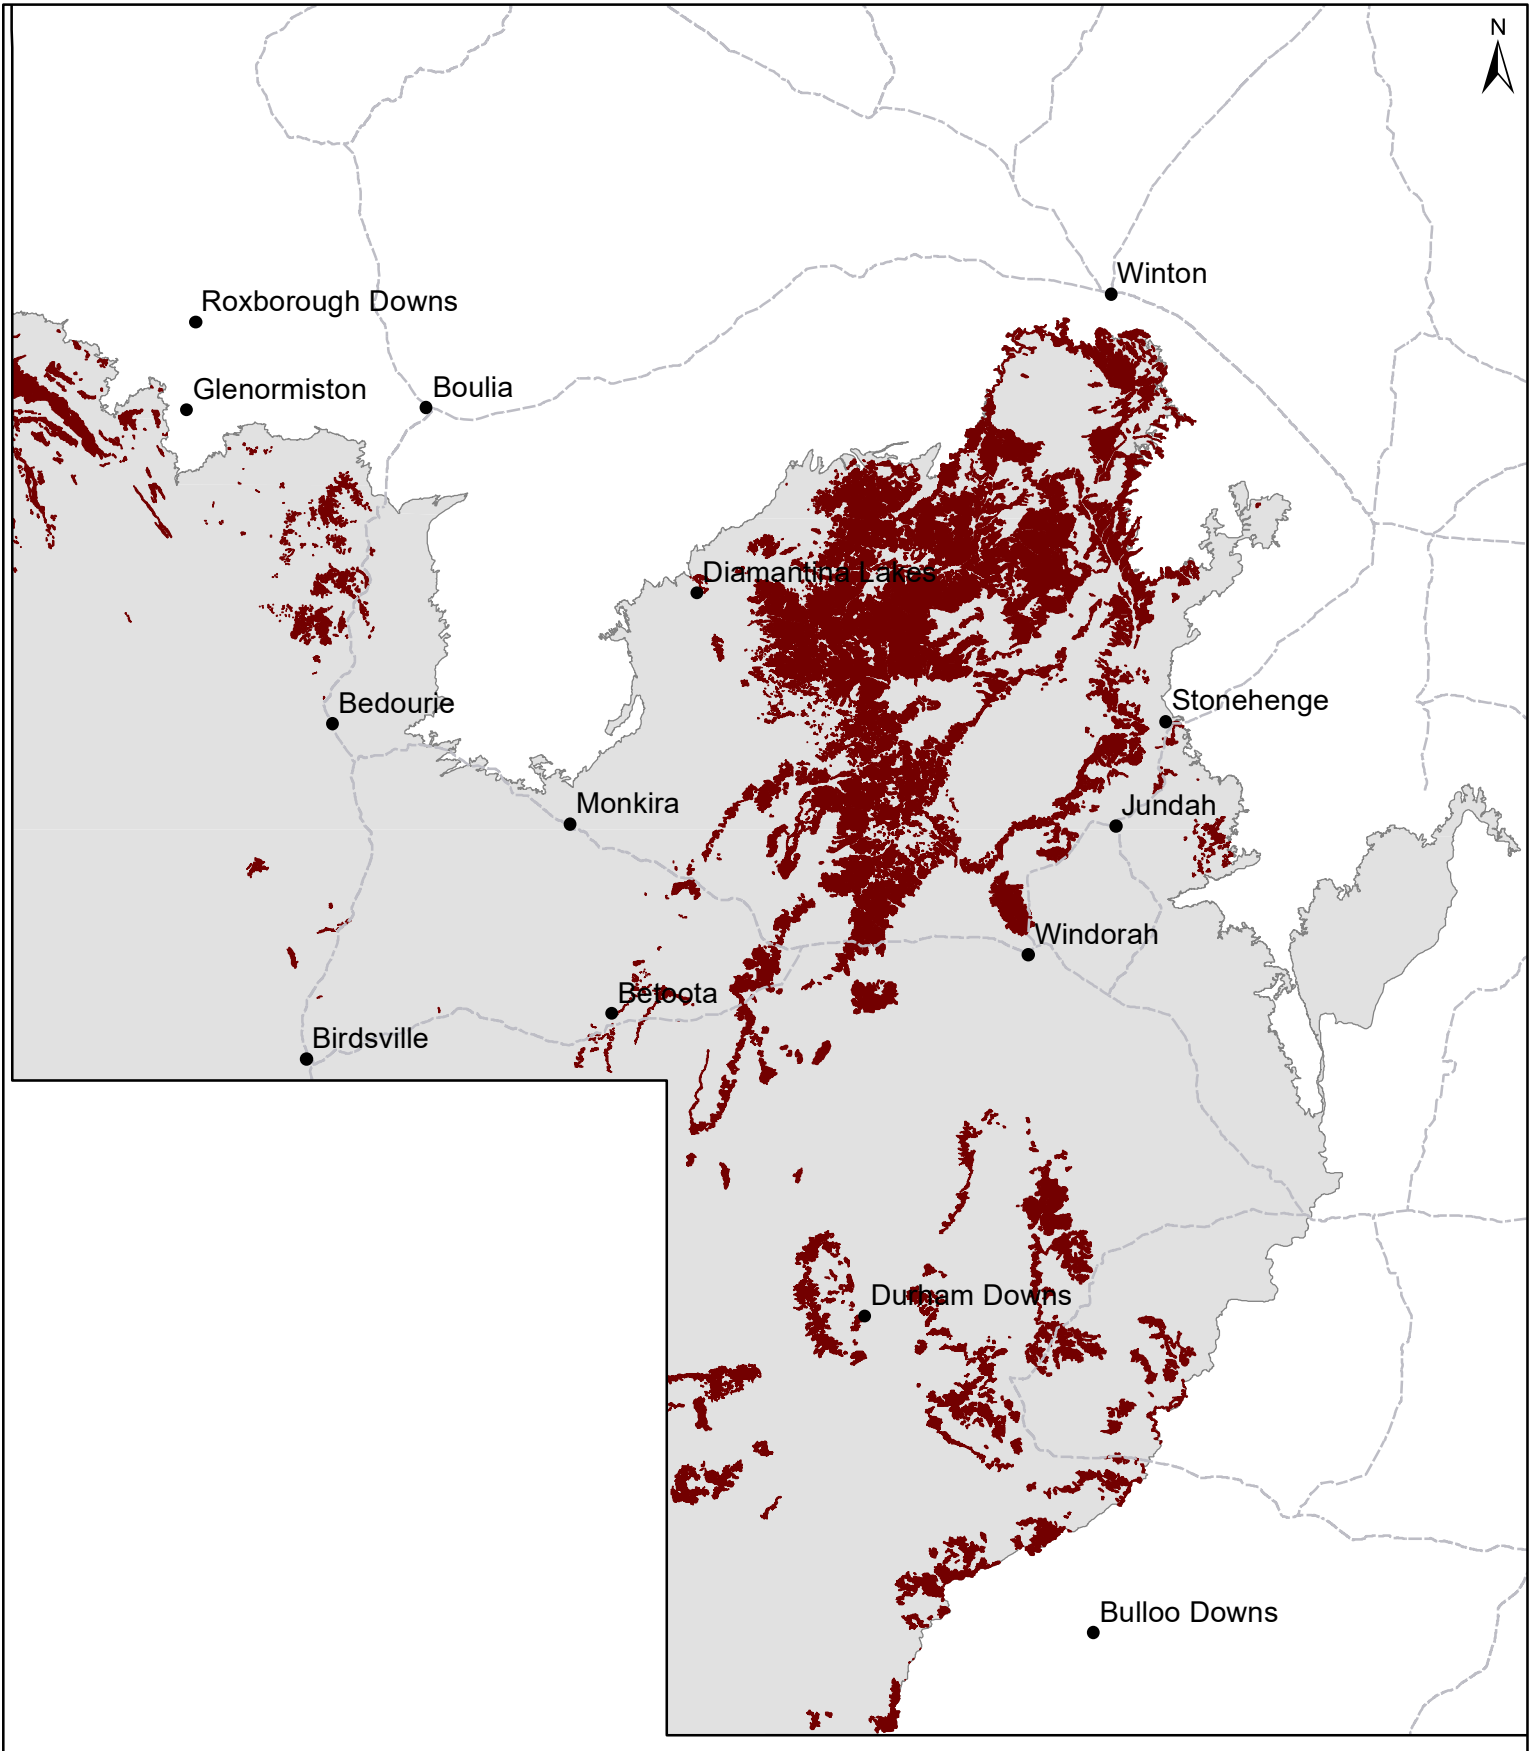 N
Winton
Roxborough Downs
Glenormiston
Boulia
Diamantina Lakes
Bedourie
Stonehenge
Monkira
Jundah
Windorah
Betoota
Birdsville
Durham Downs
Bulloo Downs